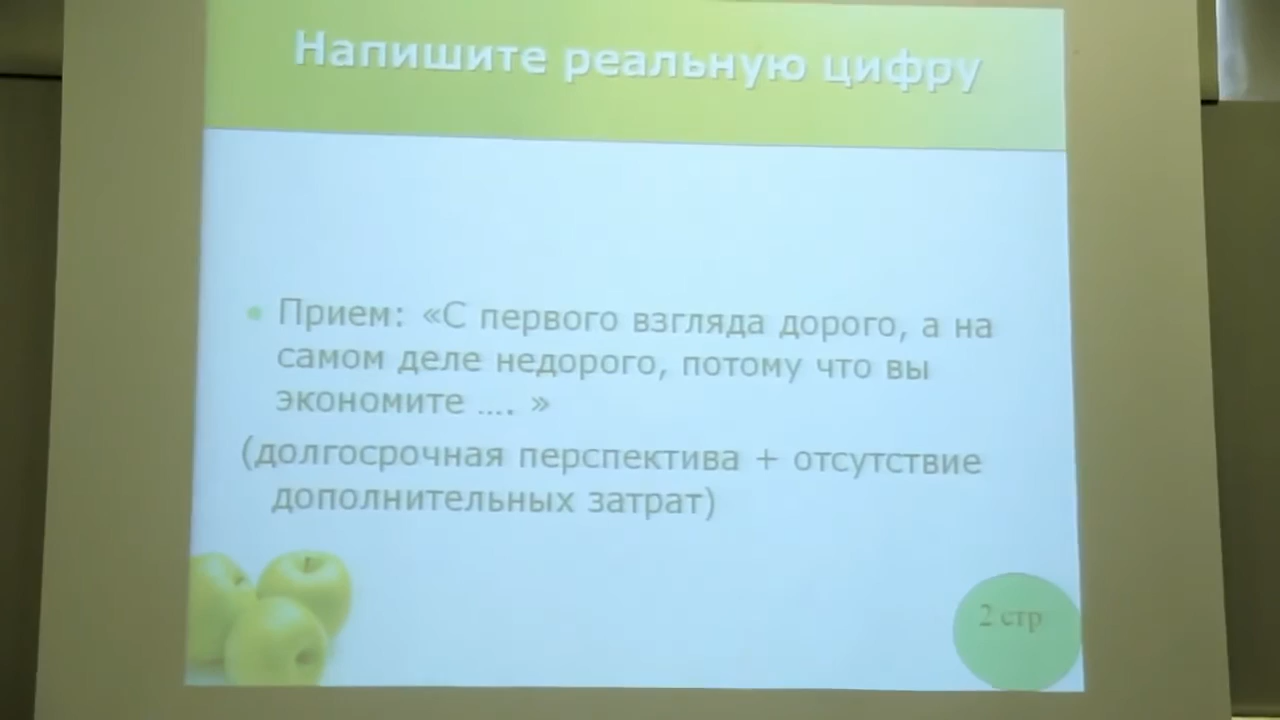 Напишите реальную цифру
• Прием: «С первого взгляда дорого, а на
самом деле недорого, потому что вы
экономите …. »
(долгосрочная перспектива + отсутствие
дополнительных затрат)
2 стр